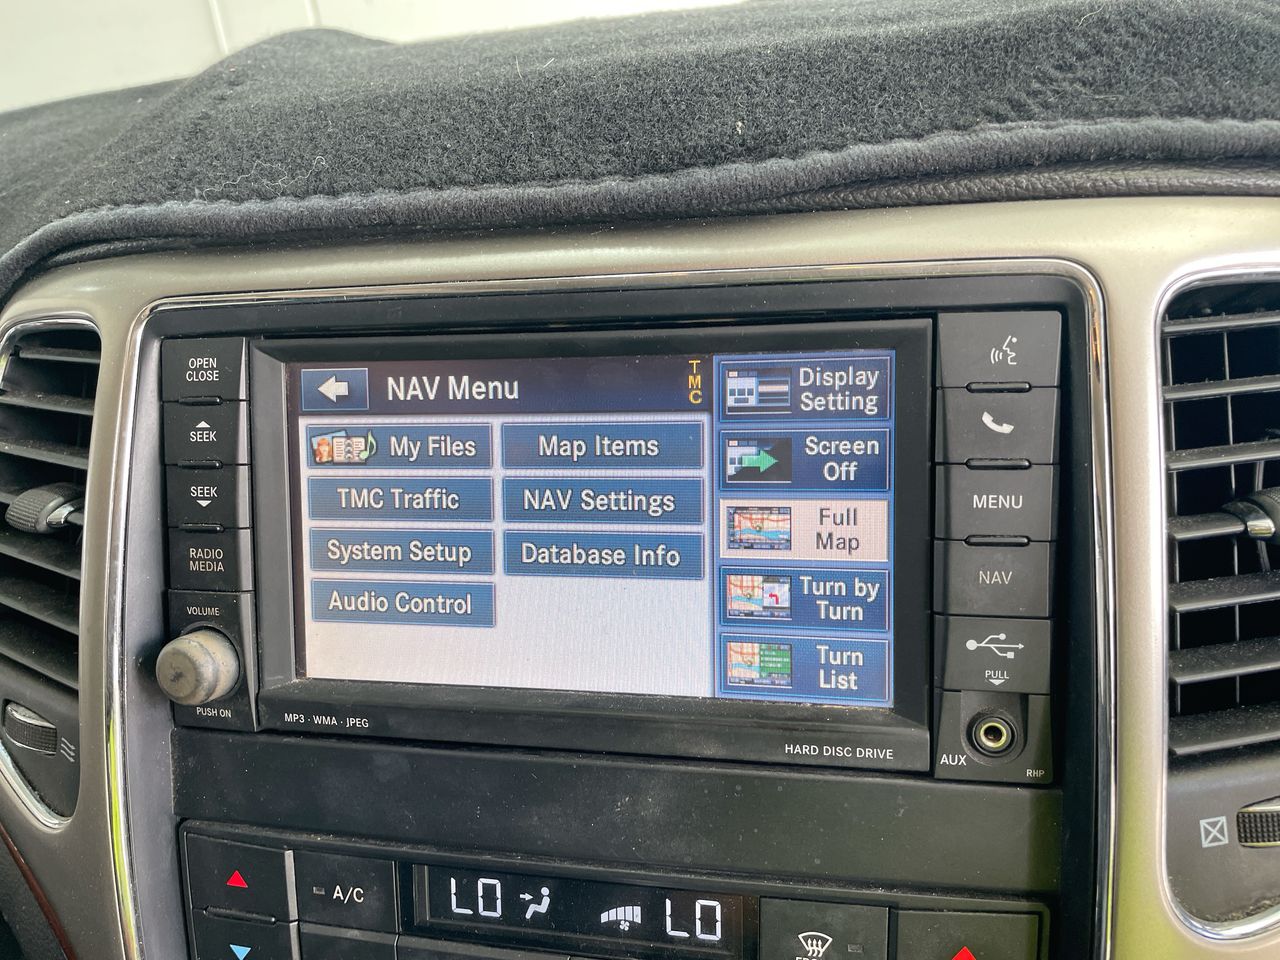 OPEN
CLOSE
SEEK
SEEK
RADIO
MEDIA
VOLUME
PUSH ON
NAV Menu
TMC
My Files
Map Items
TMC Traffic
NAV Settings
System Setup
Database Info
Audio Control
Display
Setting
Screen
Off
Full
Map
Turn by
Turn
Turn
List
MENU
NAV
PULL
AUX
RHP
MP3 · WMA · JPEG
HARD DISC DRIVE
A/C
LO
LO